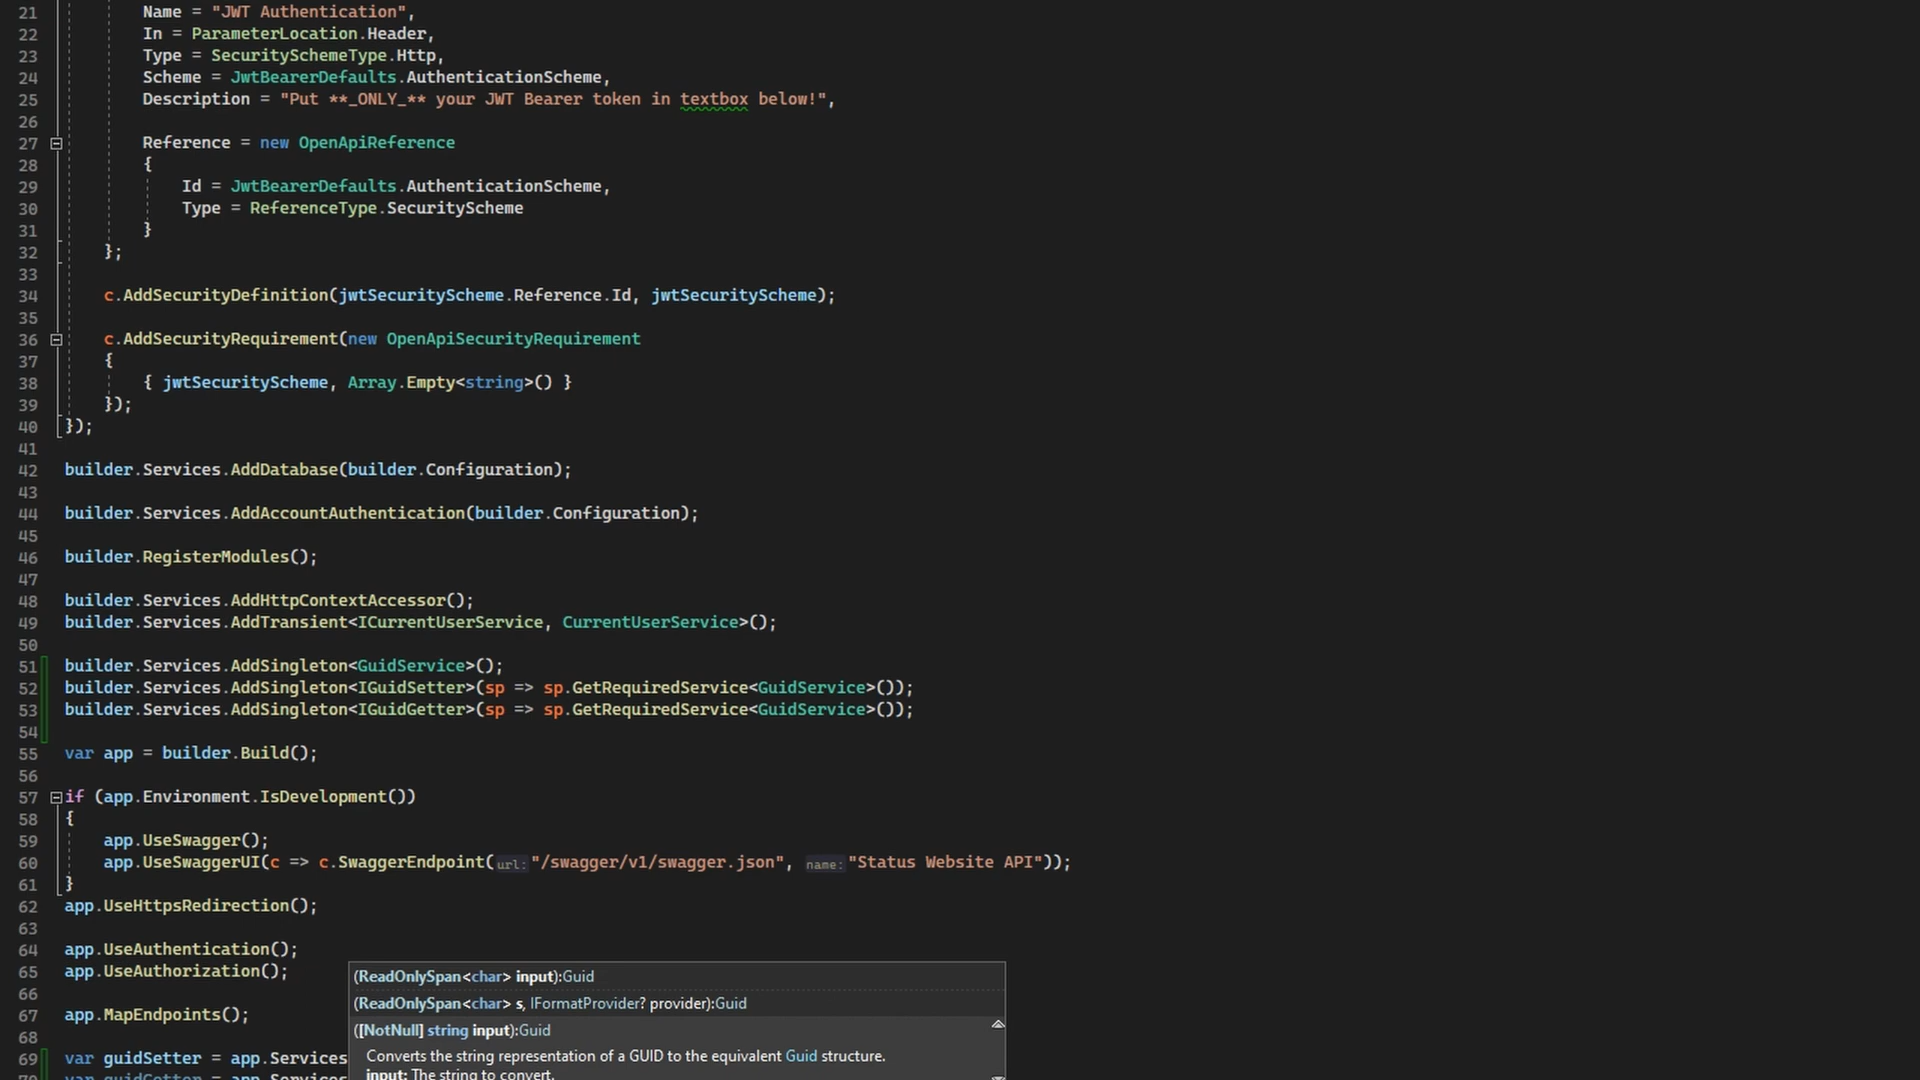 21 Name = "JWT Authentication",
22 In = ParameterLocation.Header,
23 Type = SecuritySchemeType.Http,
24 Scheme = JwtBearerDefaults.AuthenticationScheme,
25 Description = "Put **_ONLY_** your JWT Bearer token in textbox below!",
26
27 Reference = new OpenApiReference
28 {
29 Id = JwtBearerDefaults.AuthenticationScheme,
30 Type = ReferenceType.SecurityScheme
31 }
32 };
33
34 c.AddSecurityDefinition(jwtSecurityScheme.Reference.Id, jwtSecurityScheme);
35
36 c.AddSecurityRequirement(new OpenApiSecurityRequirement
37 {
38 { jwtSecurityScheme, Array.Empty<string>() }
39 });
40 });
41
42 builder.Services.AddDatabase(builder.Configuration);
43
44 builder.Services.AddAccountAuthentication(builder.Configuration);
45
46 builder.RegisterModules();
47
48 builder.Services.AddHttpContextAccessor();
49 builder.Services.AddTransient<ICurrentUserService, CurrentUserService>();
50
51 builder.Services.AddSingleton<GuidService>();
52 builder.Services.AddSingleton<IGuidSetter>(sp => sp.GetRequiredService<GuidService>());
53 builder.Services.AddSingleton<IGuidGetter>(sp => sp.GetRequiredService<GuidService>());
54
55 var app = builder.Build();
56
57 if (app.Environment.IsDevelopment())
58 {
59 app.UseSwagger();
60 app.UseSwaggerUI(c => c.SwaggerEndpoint(url: "/swagger/v1/swagger.json", name: "Status Website API"));
61 }
62 app.UseHttpsRedirection();
63
64 app.UseAuthentication();
65 app.UseAuthorization();
66
67 app.MapEndpoints();
68
69 var guidSetter = app.Services
(ReadOnlySpan<char> input):Guid
(ReadOnlySpan<char> s, IFormatProvider? provider):Guid
([NotNull] string input):Guid
Converts the string representation of a GUID to the equivalent Guid structure.
input: The string to convert.